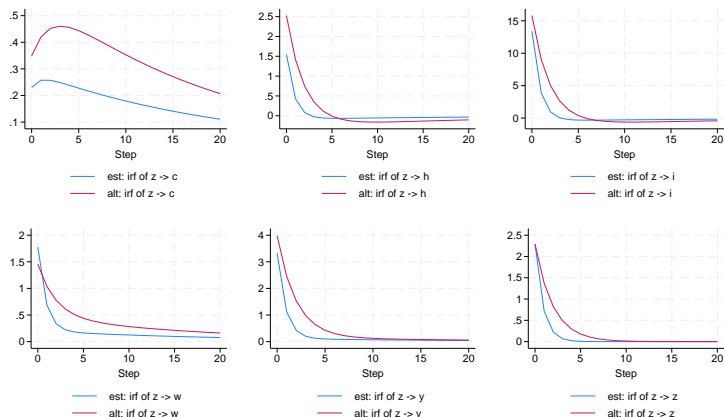 .5
.4
.3
.2
.1
0 5 10 15 20
Step
est: irf of z -> c
alt: irf of z -> c
2.5
2
1.5
1
.5
0
0 5 10 15 20
Step
est: irf of z -> h
alt: irf of z -> h
15
10
5
0
0 5 10 15 20
Step
est: irf of z -> i
alt: irf of z -> i
2
1.5
1
.5
0
0 5 10 15 20
Step
est: irf of z -> w
alt: irf of z -> w
4
3
2
1
0
0 5 10 15 20
Step
est: irf of z -> y
alt: irf of z -> y
2.5
2
1.5
1
.5
0
0 5 10 15 20
Step
est: irf of z -> z
alt: irf of z -> z